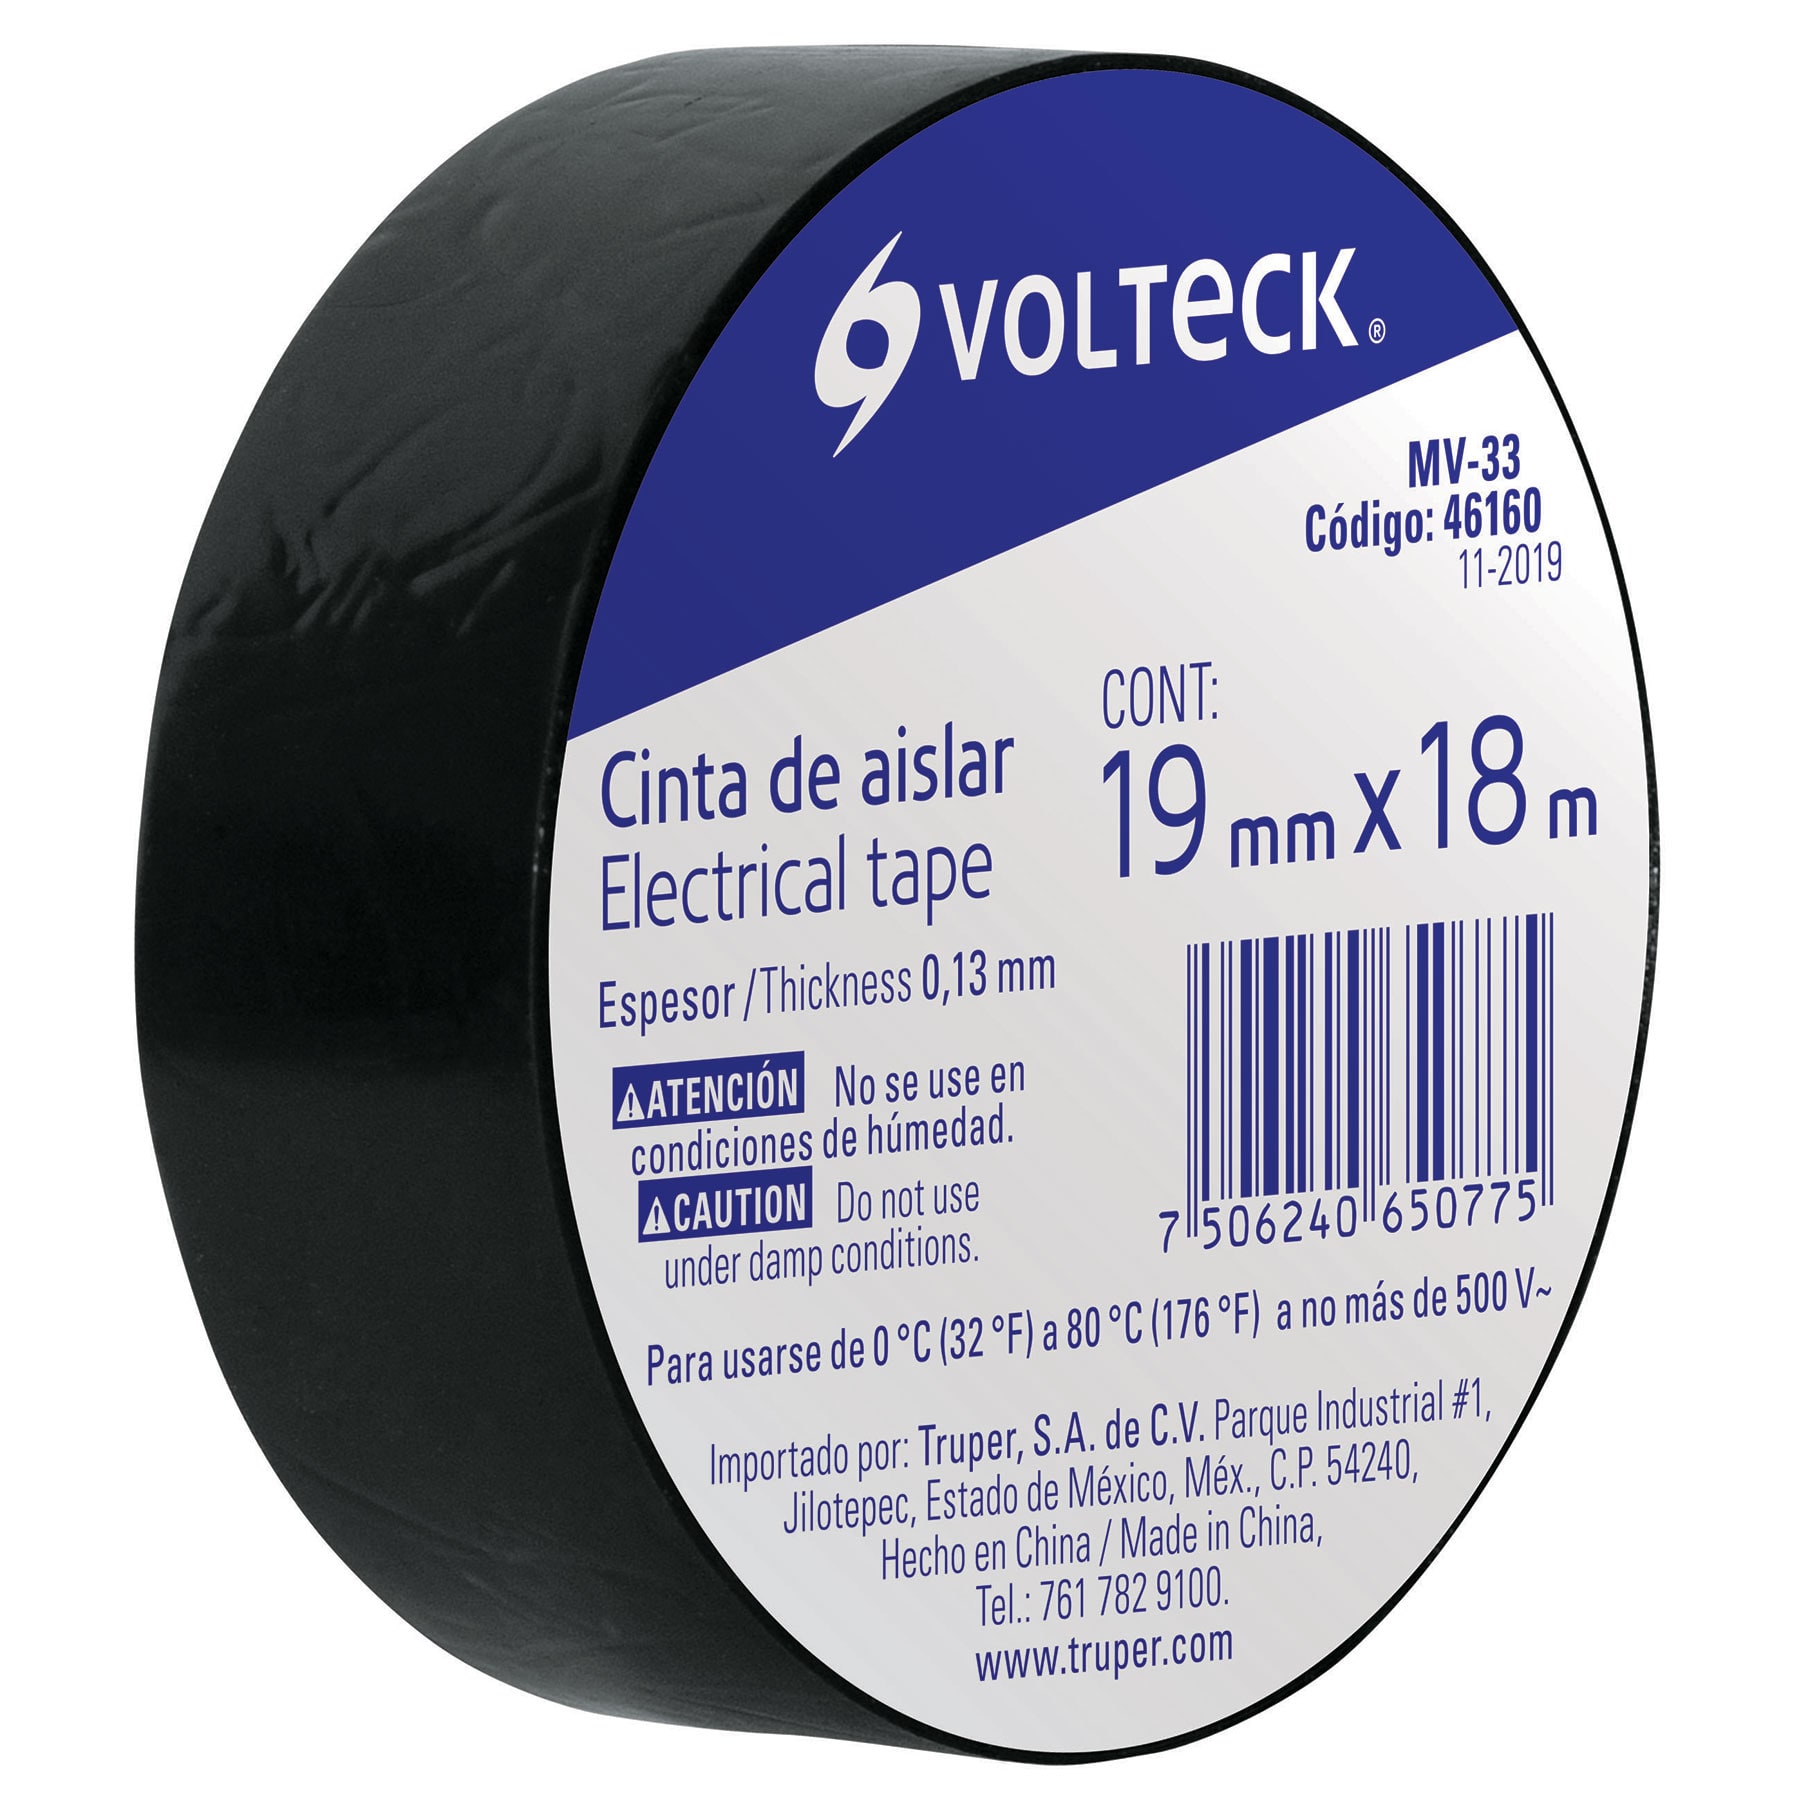 VOLTECK®
MV-33
Código: 46160
11-2019
CONT:
19 mm x 18 m
Cinta de aislar
Electrical tape
Espesor / Thickness 0,13 mm
ATENCIÓN No se use en
condiciones de húmedad.
CAUTION Do not use
under damp conditions.
7 506240 650775
Para usarse de 0 °C (32 °F) a 80 °C (176 °F) a no más de 500 V~
Importado por: Truper, S.A. de C.V. Parque Industrial #1,
Jilotepec, Estado de México, Méx., C.P. 54240,
Hecho en China / Made in China,
Tel.: 761 782 9100.
www.truper.com